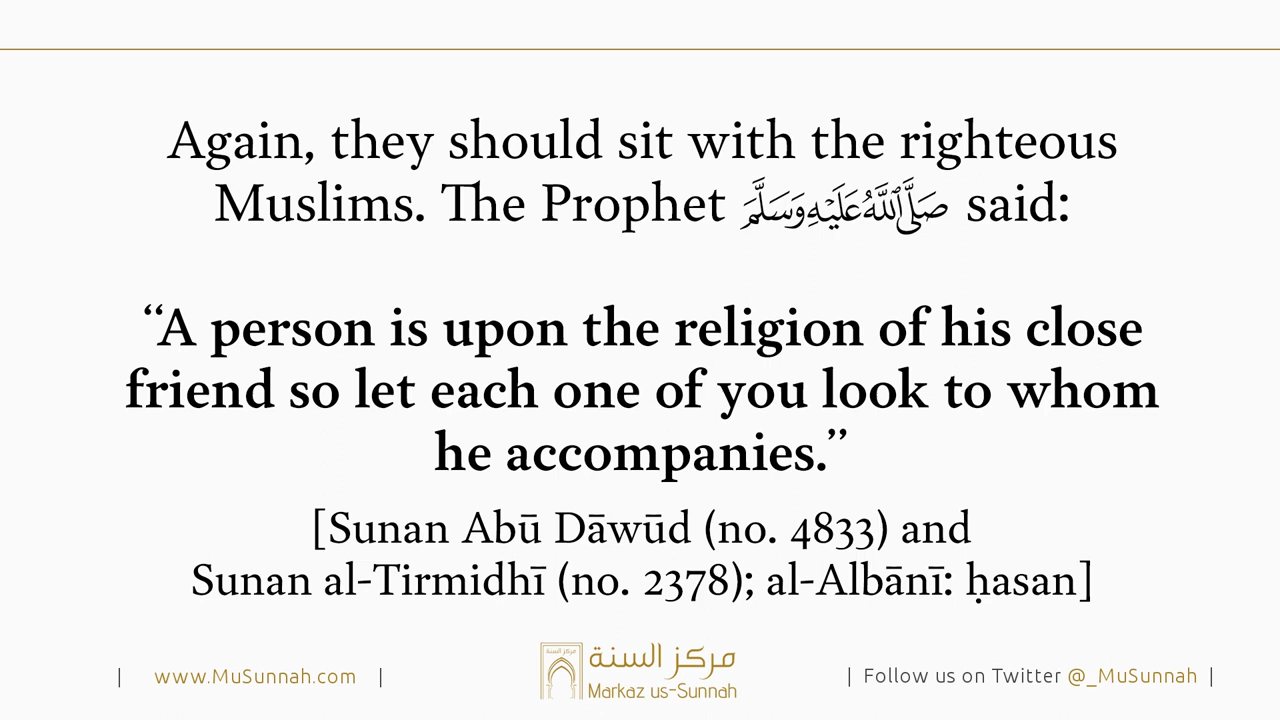 Again, they should sit with the righteous
Muslims. The Prophet صَلَّى اللَّهُ عَلَيْهِ وَسَلَّمَ said:
“A person is upon the religion of his close
friend so let each one of you look to whom
he accompanies.”
[Sunan Abū Dāwūd (no. 4833) and
Sunan al-Tirmidhī (no. 2378); al-Albānī: ḥasan]
| www.MuSunnah.com |
مركز السنة
مركز السنة
Markaz us-Sunnah
| Follow us on Twitter @_MuSunnah |